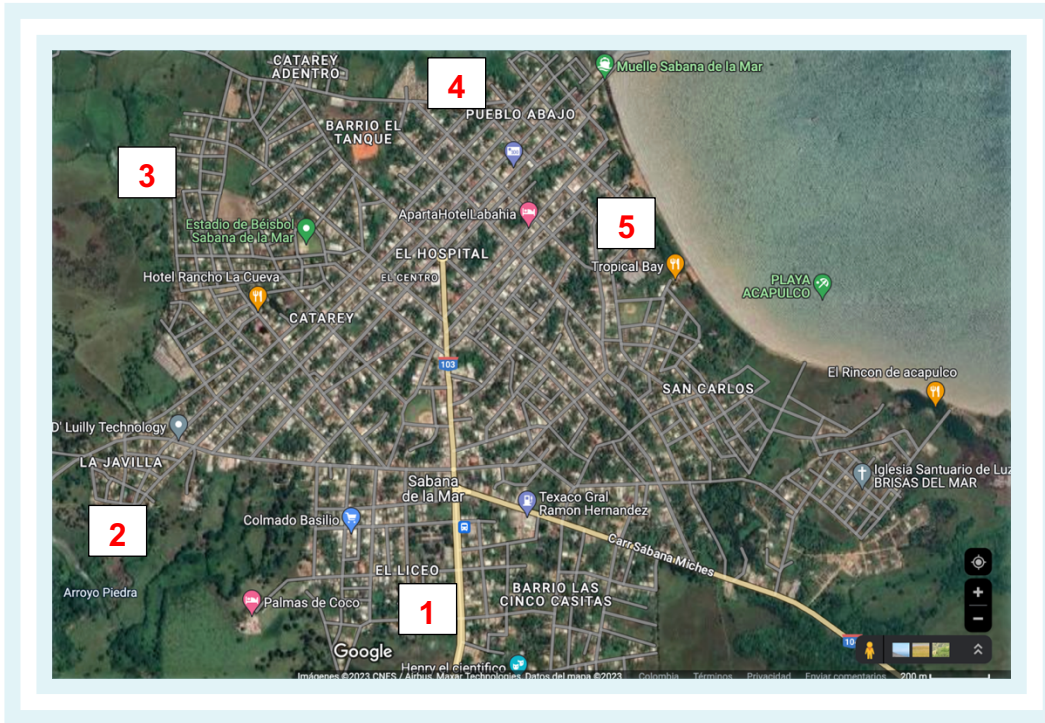 CATAREY
ADENTRO
4
Muelle Sabana de la Mar
PUEBLO ABAJO
BARRIO EL
TANQUE
3
ApartaHotelLabahia
Estadio de Béisbol
Sabana de la Mar
5
EL HOSPITAL
Tropical Bay
EL CENTRO
Hotel Rancho La Cueva
PLAYA
ACAPULCO
CATAREY
103
El Rincon de acapulco
SAN CARLOS
D' Luilly Technology
LA JAVILLA
Iglesia Santuario de Luz
BRISAS DEL MAR
Sabana
de la Mar
Texaco Gral
Ramon Hernandez
Colmado Basilio
2
Carr Sabana Miches
EL LICEO
Arroyo Piedra
BARRIO LAS
CINCO CASITAS
Palmas de Coco
1
10
Google
Henry el cientifico
Imágenes ©2023 CNES / Airbus, Maxar Technologies, Datos del mapa ©2023 Colombia Términos Privacidad Enviar comentarios 200 m